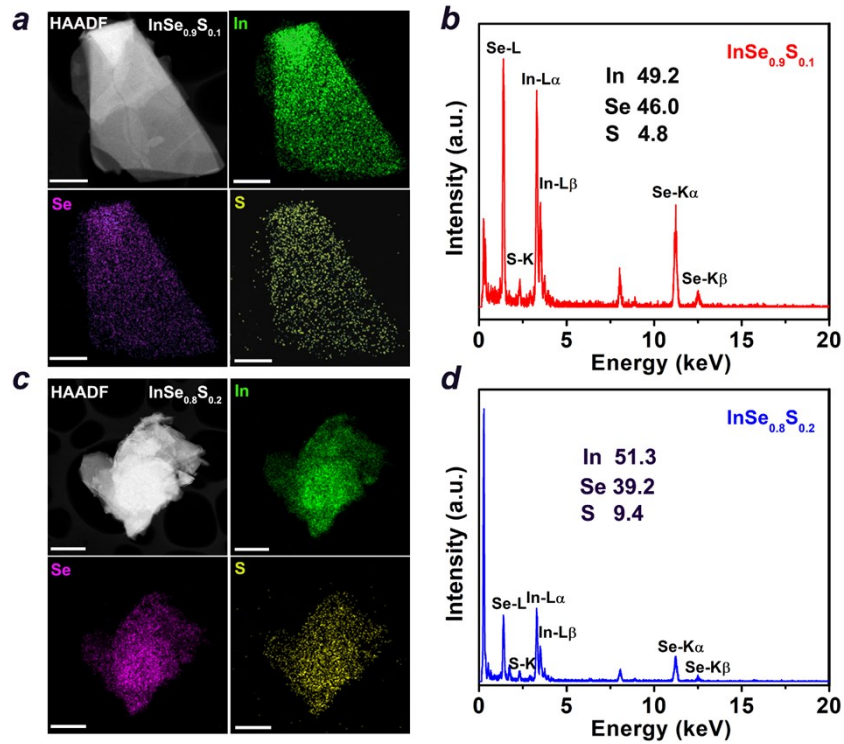 a
HAADF InSe₀.₉S₀.₁
In
Se
S
b
InSe₀.₉S₀.₁
Se-L
In-Lα
In 49.2
Se 46.0
S 4.8
In-Lβ
Se-Kα
S-K
Se-Kβ
Intensity (a.u.)
0 5 10 15 20
Energy (keV)
c
HAADF InSe₀.₈S₀.₂
In
Se
S
d
InSe₀.₈S₀.₂
In 51.3
Se 39.2
S 9.4
Se-L In-Lα
In-Lβ
S-K
Se-Kα
Se-Kβ
Intensity (a.u.)
0 5 10 15 20
Energy (keV)